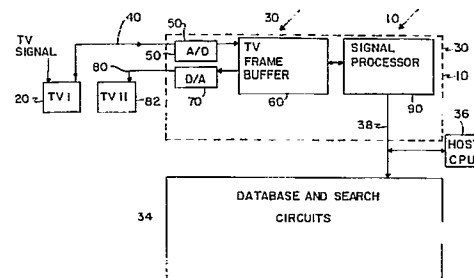 40
50
30
10
TV
SIGNAL
50
A/D
TV
FRAME
BUFFER
SIGNAL
PROCESSOR
30
10
80
D/A
20
TV I
TV II
82
70
60
90
36
38
HOST
CPU
34
DATABASE AND SEARCH
CIRCUITS